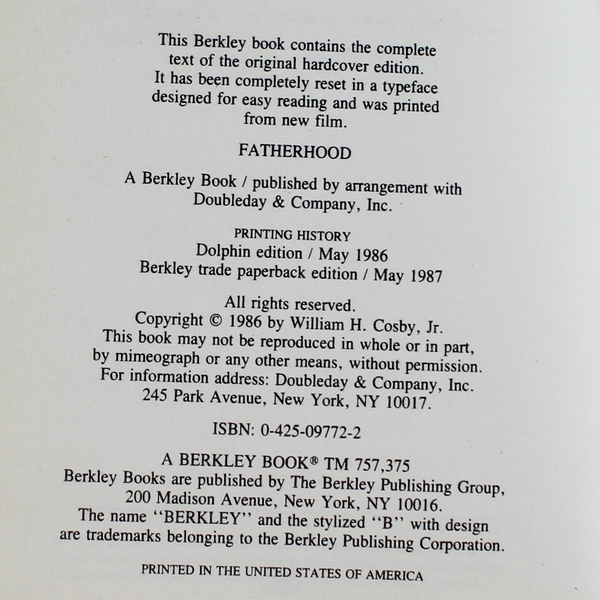 This Berkley book contains the complete
text of the original hardcover edition.
It has been completely reset in a typeface
designed for easy reading and was printed
from new film.
FATHERHOOD
A Berkley Book / published by arrangement with
Doubleday & Company, Inc.
PRINTING HISTORY
Dolphin edition / May 1986
Berkley trade paperback edition / May 1987
All rights reserved.
Copyright © 1986 by William H. Cosby, Jr.
This book may not be reproduced in whole or in part,
by mimeograph or any other means, without permission.
For information address: Doubleday & Company, Inc.
245 Park Avenue, New York, NY 10017.
ISBN: 0-425-09772-2
A BERKLEY BOOK® TM 757,375
Berkley Books are published by The Berkley Publishing Group,
200 Madison Avenue, New York, NY 10016.
The name "BERKLEY" and the stylized "B" with design
are trademarks belonging to the Berkley Publishing Corporation.
PRINTED IN THE UNITED STATES OF AMERICA